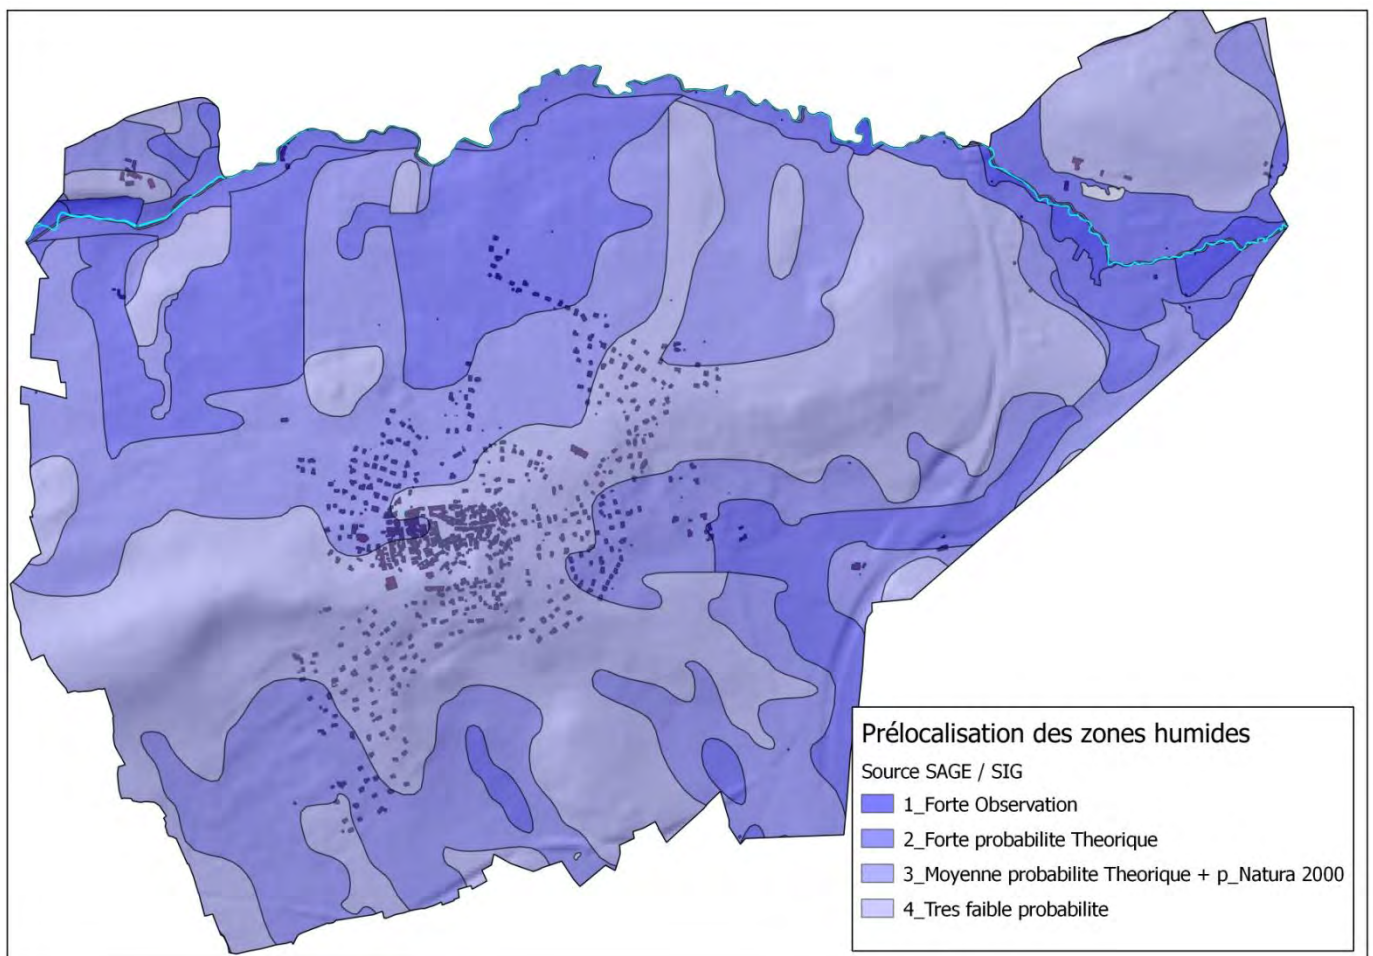 Prélocalisation des zones humides
Source SAGE / SIG
1_Forte Observation
2_Forte probabilite Theorique
3_Moyenne probabilite Theorique + p_Natura 2000
4_Tres faible probabilite